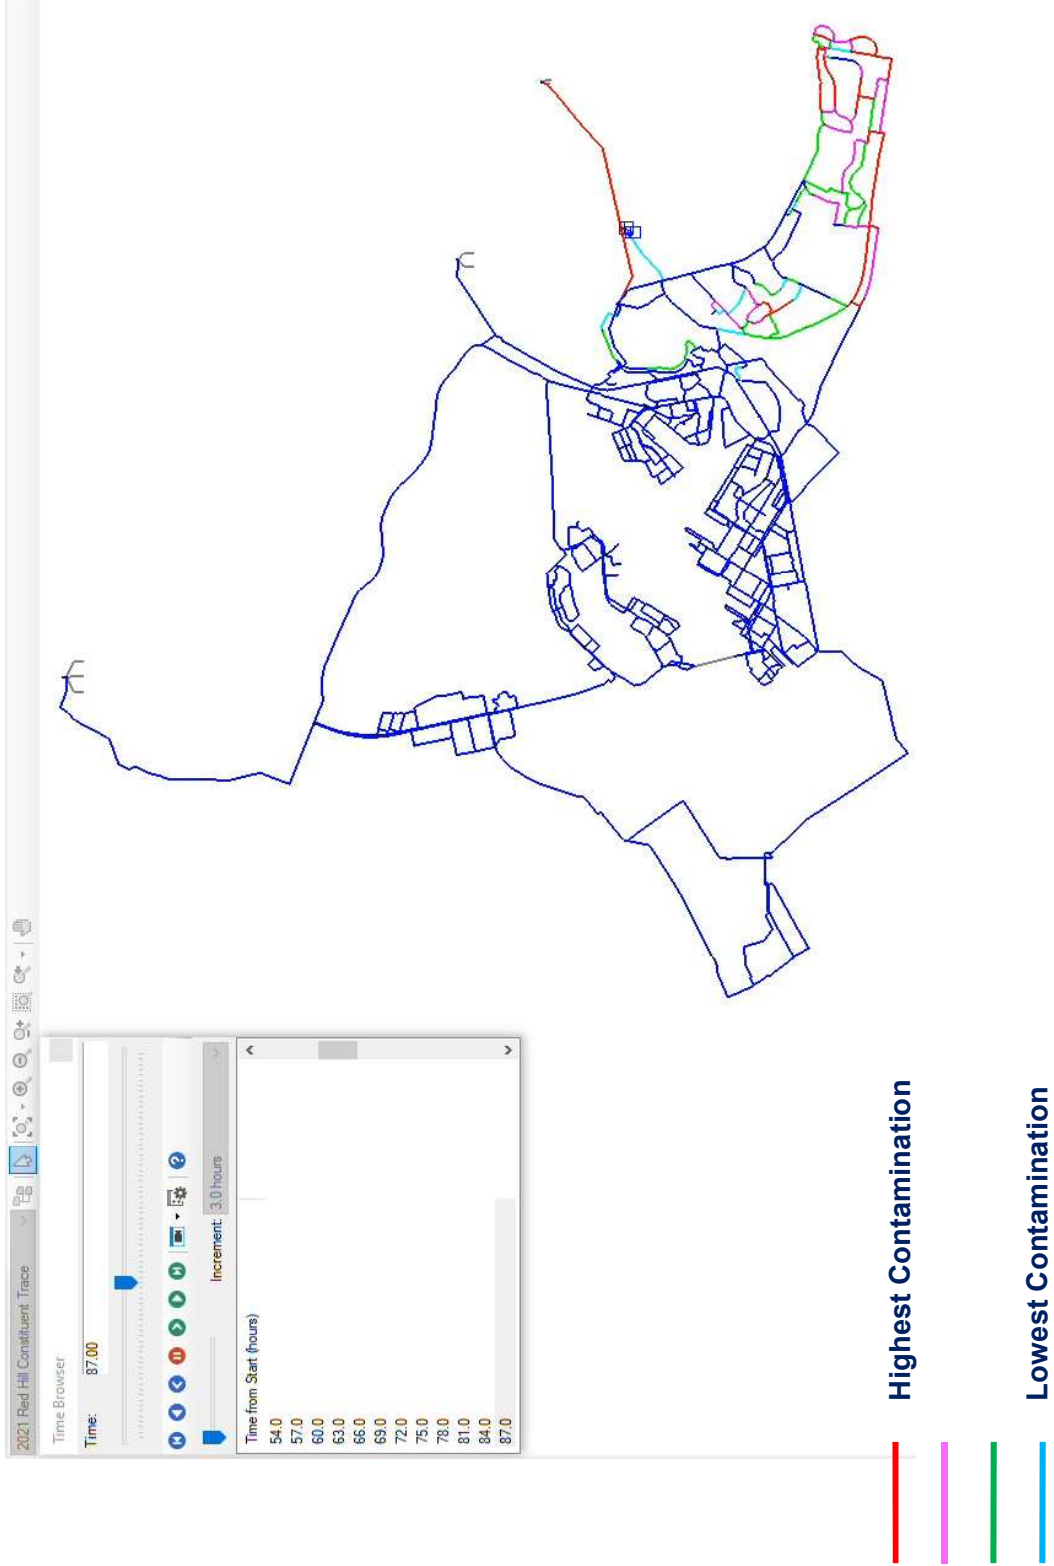 2021 Red Hill Constituent Trace
Time Browser
Time: 87.00
Increment: 3.0 hours
Time from Start (hours)
54.0
57.0
60.0
63.0
66.0
69.0
72.0
75.0
78.0
81.0
84.0
87.0
Highest Contamination
Lowest Contamination